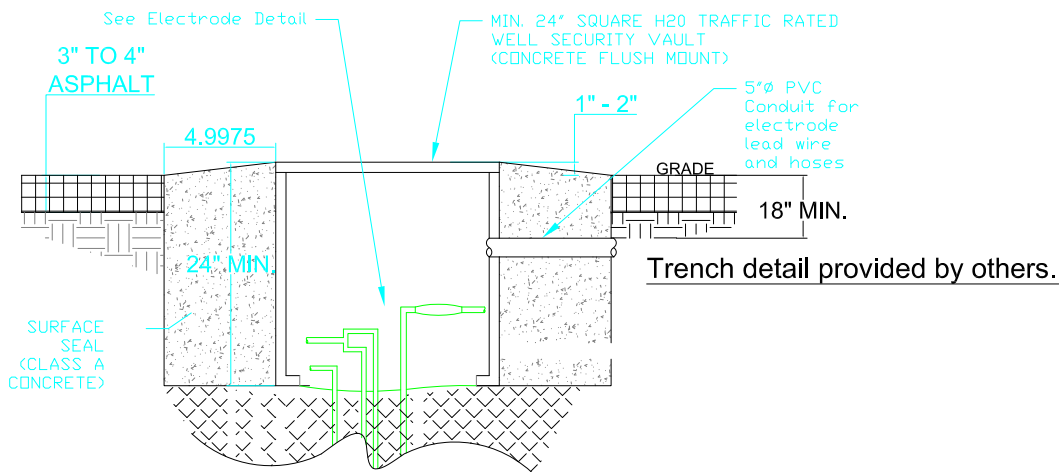 See Electrode Detail
MIN. 24" SQUARE H20 TRAFFIC RATED
WELL SECURITY VAULT
(CONCRETE FLUSH MOUNT)
3" TO 4"
ASPHALT
5"Ø PVC
Conduit for
electrode
lead wire
and hoses
1" - 2"
4.9975
GRADE
18" MIN.
24" MIN.
Trench detail provided by others.
SURFACE
SEAL
(CLASS A
CONCRETE)